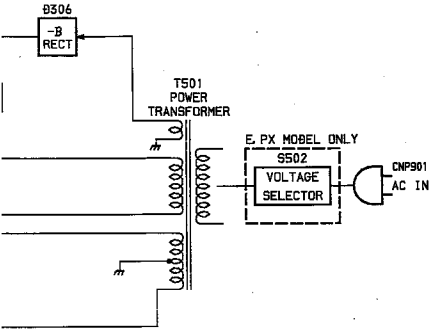 D306
-B
RECT
T501
POWER
TRANSFORMER
E, PX MODEL ONLY
S502
VOLTAGE
SELECTOR
CNP901
AC IN